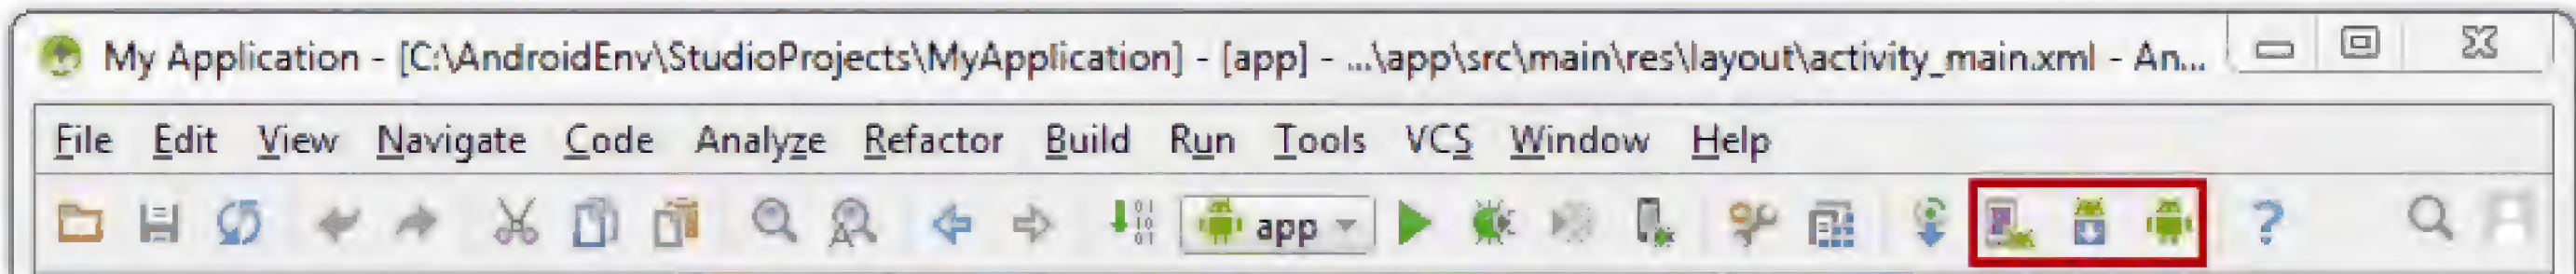 My Application - [C:\AndroidEnv\StudioProjects\MyApplication] - [app] - ...\app\src\main\res\layout\activity_main.xml - An...
File Edit View Navigate Code Analyze Refactor Build Run Tools VCS Window Help
app ?